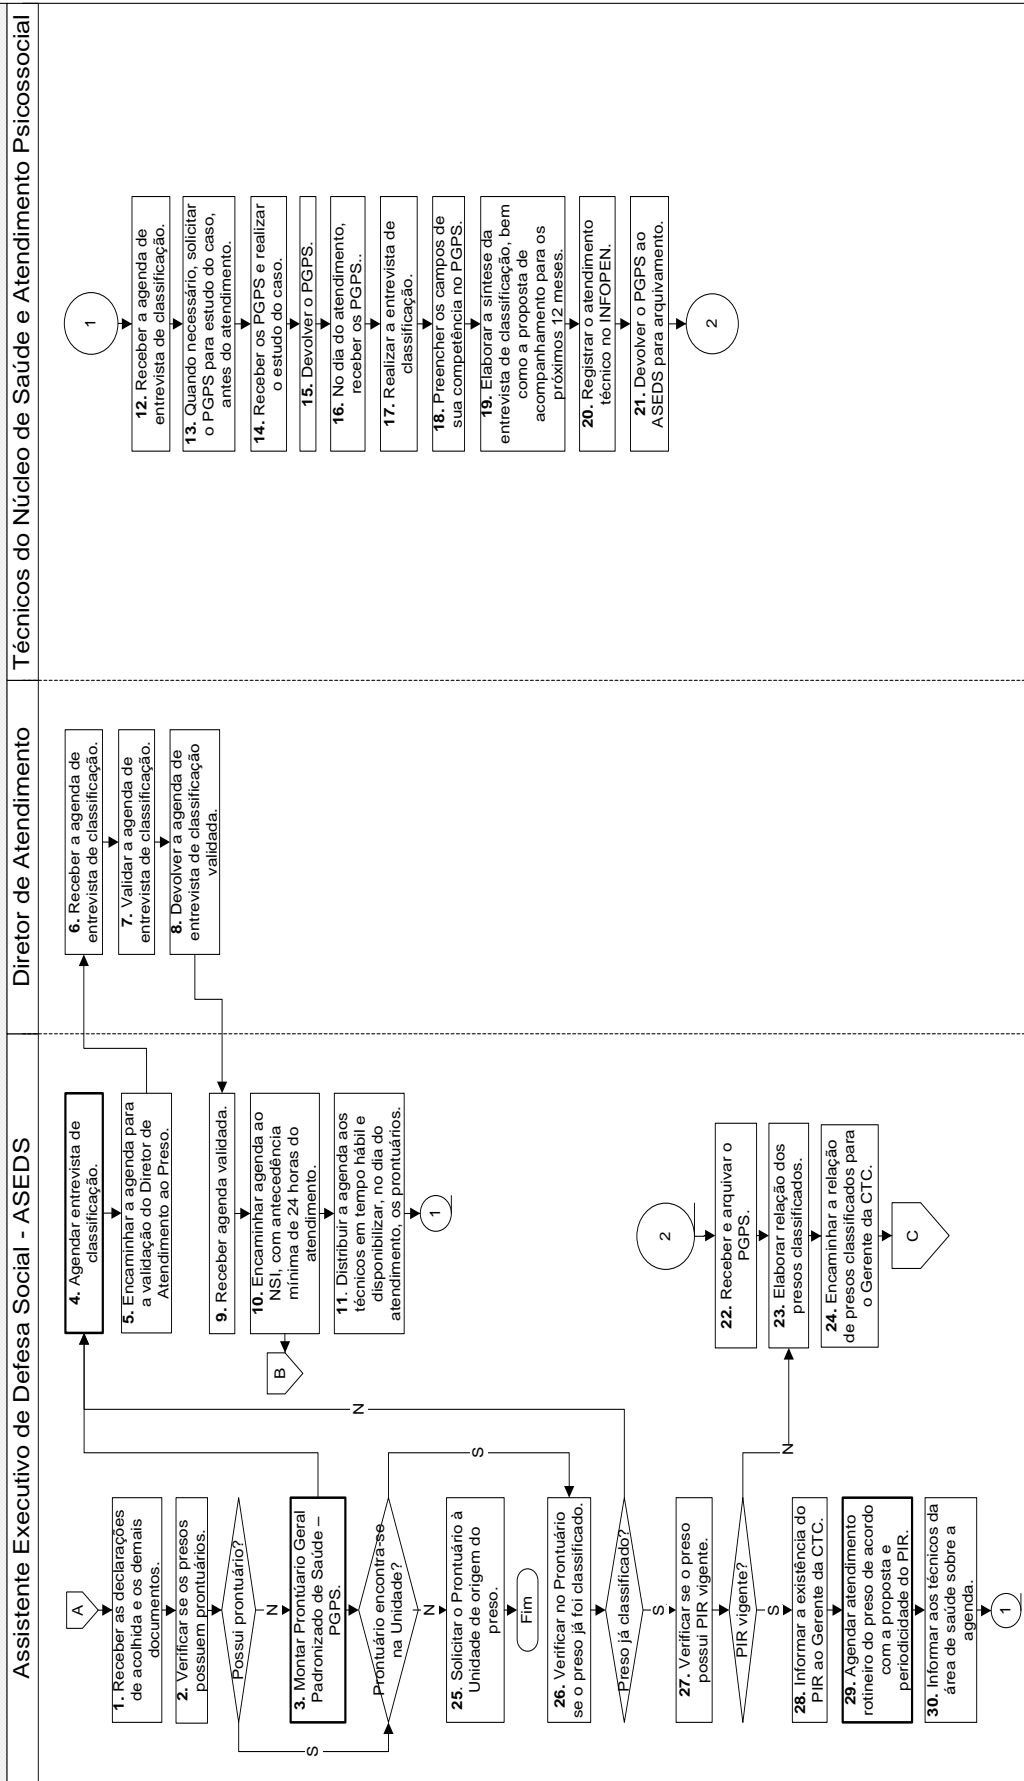 Assistente Executivo de Defesa Social - ASEDS
Diretor de Atendimento
Técnicos do Núcleo de Saúde e Atendimento Psicossocial
A
1. Receber as declarações
de acolhida e os demais
documentos.
2. Verificar se os presos
possuem prontuários.
Possui prontuário?
N
S
3. Montar Prontúário Geral
Padronizado de Saúde –
PGPS.
Prontuário encontra-se
na Unidade?
N
S
25. Solicitar o Prontuário à
Unidade de origem do
preso.
Fim
26. Verificar no Prontuário
se o preso já foi classificado.
Preso já classificado?
N
S
27. Verificar se o preso
possui PIR vigente.
PIR vigente?
N
S
28. Informar a existência do
PIR ao Gerente da CTC.
29. Agendar atendimento
rotineiro do preso de acordo
com a proposta e
periodicidade do PIR.
30. Informar aos técnicos da
área de saúde sobre a
agenda.
1
4. Agendar entrevista de
classificação.
5. Encaminhar a agenda para
a validação do Diretor de
Atendimento ao Preso.
9. Receber agenda validada.
10. Encaminhar agenda ao
NSI, com antecedência
mínima de 24 horas do
atendimento.
B
11. Distribuir a agenda aos
técnicos em tempo hábil e
disponibilizar, no dia do
atendimento, os prontuários.
1
2
22. Receber e arquivar o
PGPS.
23. Elaborar relação dos
presos classificados.
24. Encaminhar a relação
de presos classificados para
o Gerente da CTC.
C
6. Receber a agenda de
entrevista de classificação.
7. Validar a agenda de
entrevista de classificação.
8. Devolver a agenda de
entrevista de classificação
validada.
1
12. Receber a agenda de
entrevista de classificação.
13. Quando necessário, solicitar
o PGPS para estudo do caso,
antes do atendimento.
14. Receber os PGPS e realizar
o estudo do caso.
15. Devolver o PGPS.
16. No dia do atendimento,
receber os PGPS..
17. Realizar a entrevista de
classificação.
18. Preencher os campos de
sua competência no PGPS.
19. Elaborar a síntese da
entrevista de classificação, bem
como a proposta de
acompanhamento para os
próximos 12 meses.
20. Registrar o atendimento
técnico no INFOPEN.
21. Devolver o PGPS ao
ASEDS para arquivamento.
2